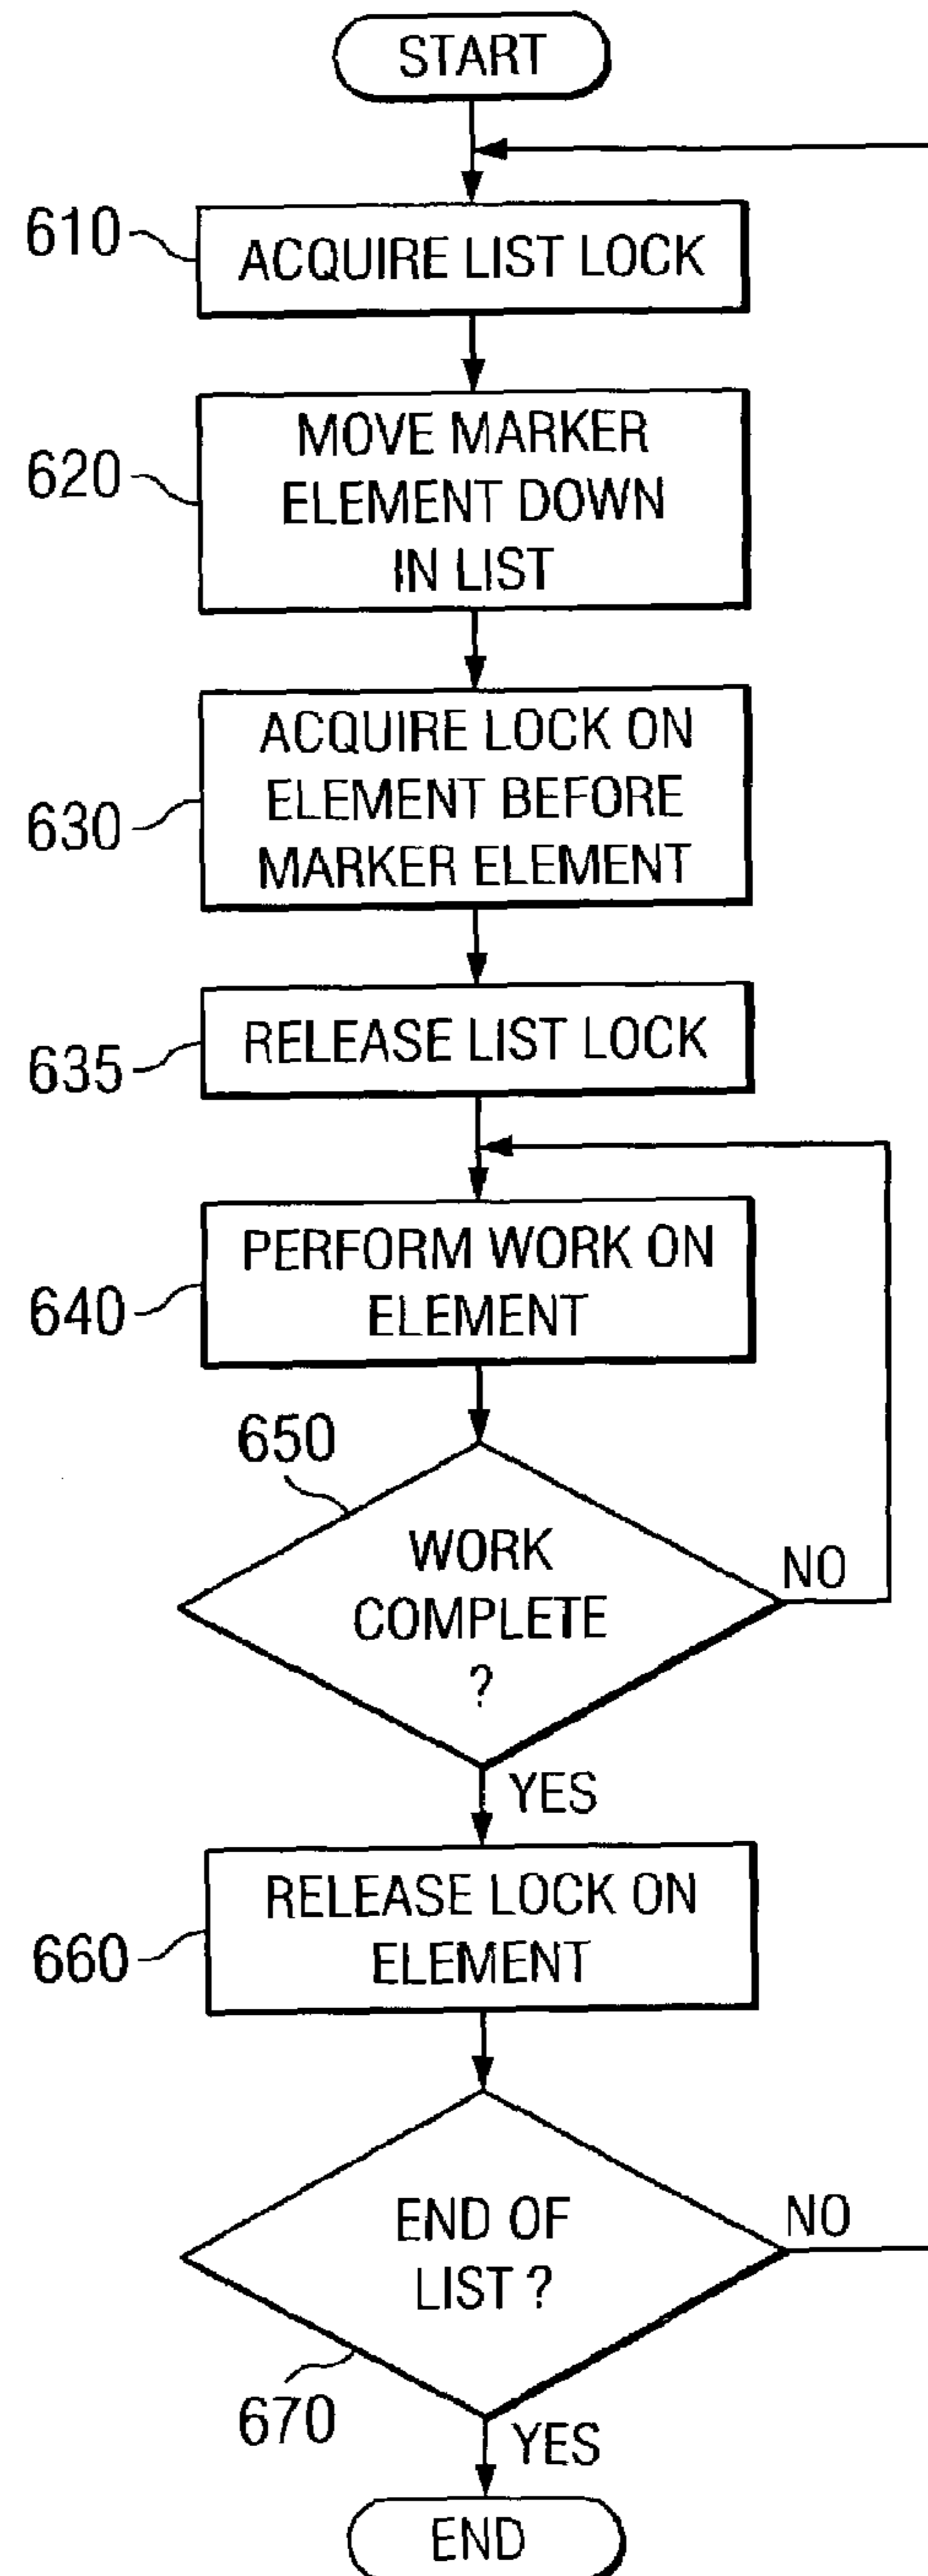 START
610
ACQUIRE LIST LOCK
620
MOVE MARKER
ELEMENT DOWN
IN LIST
630
ACQUIRE LOCK ON
ELEMENT BEFORE
MARKER ELEMENT
635
RELEASE LIST LOCK
640
PERFORM WORK ON
ELEMENT
650
WORK
COMPLETE
?
NO
YES
660
RELEASE LOCK ON
ELEMENT
END OF
LIST ?
NO
670
YES
END